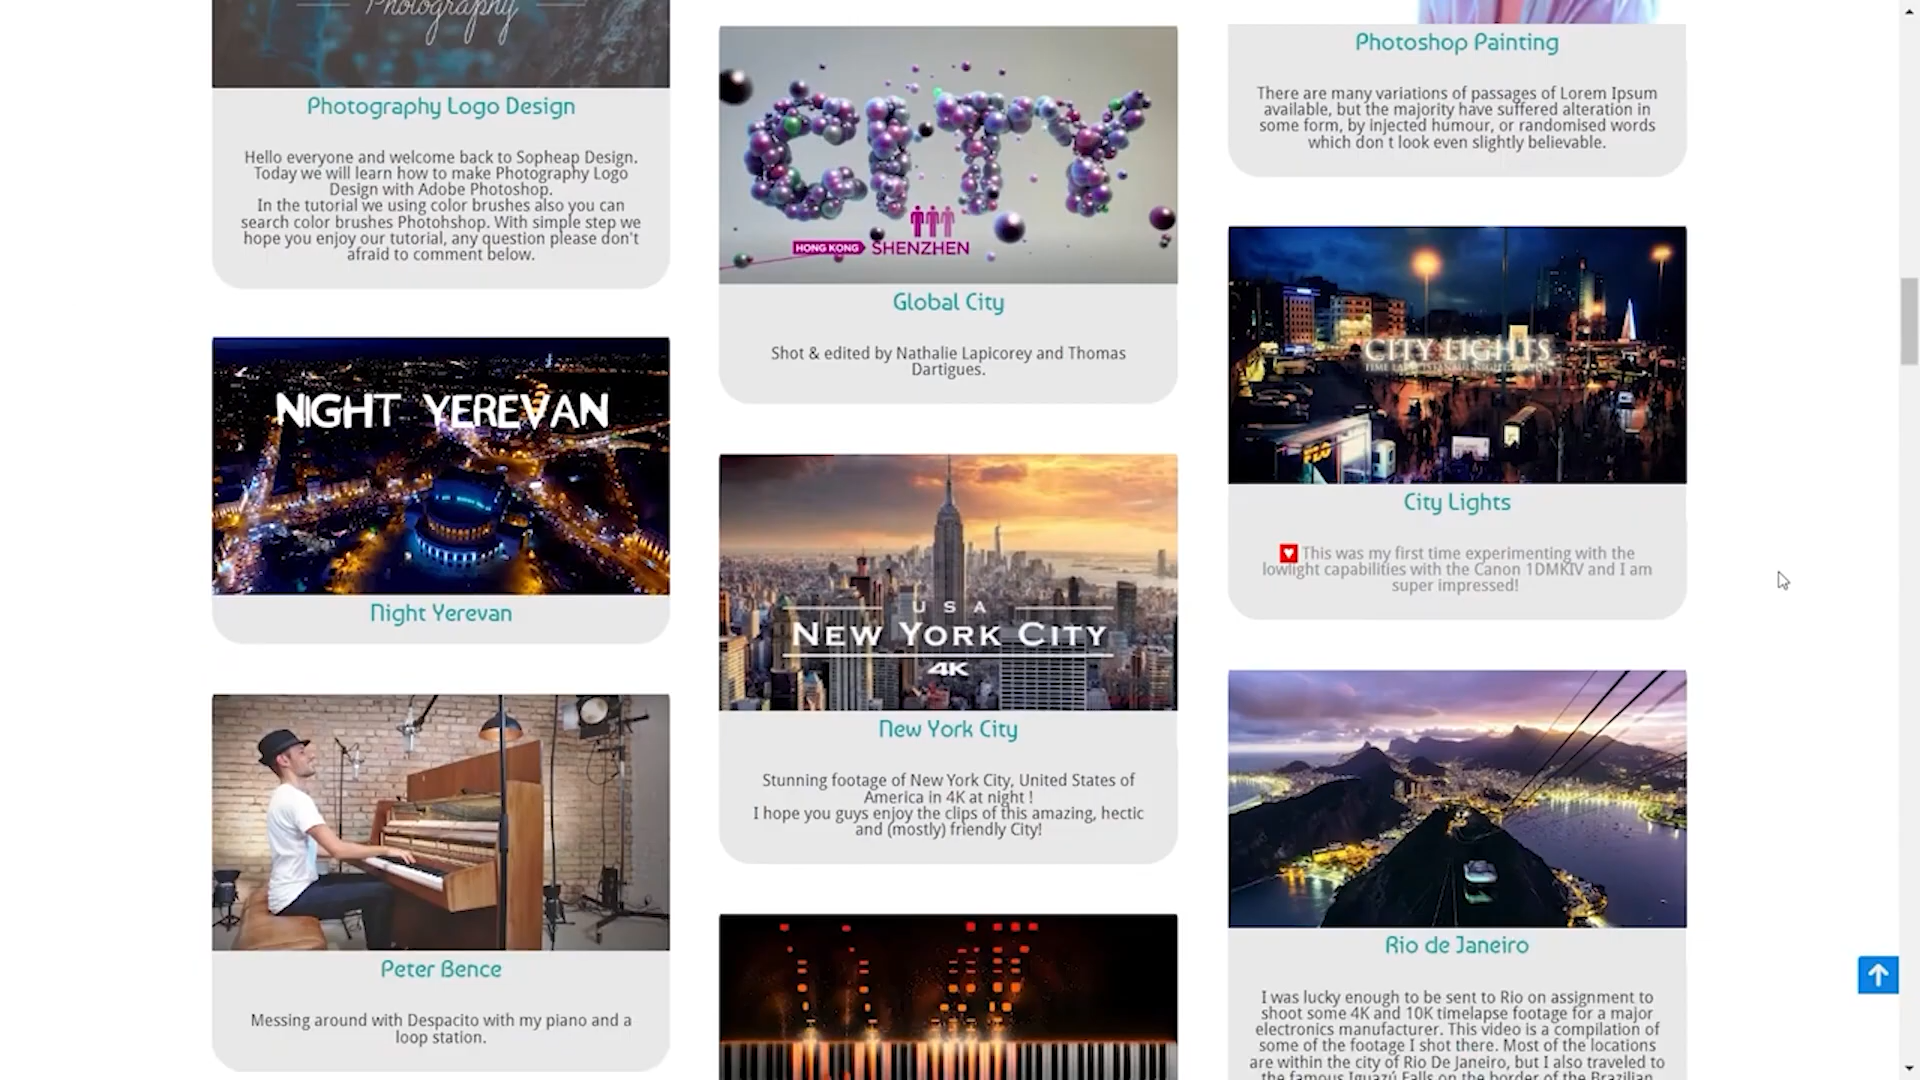 Photography
Photography Logo Design
Hello everyone and welcome back to Sopheap Design.
Today we will learn how to make Photography Logo
Design with Adobe Photoshop.
In the tutorial we using color brushes also you can
search color brushes Photohshop. With simple step we
hope you enjoy our tutorial, any question please don't
afraid to comment below.
NIGHT YEREVAN
Night Yerevan
Peter Bence
Messing around with Despacito with my piano and a
loop station.
CITY
HONG KONG SHENZHEN
Global City
Shot & edited by Nathalie Lapicorey and Thomas
Dartigues.
USA
NEW YORK CITY
4K
New York City
Stunning footage of New York City, United States of
America in 4K at night !
I hope you guys enjoy the clips of this amazing, hectic
and (mostly) friendly City!
Photoshop Painting
There are many variations of passages of Lorem Ipsum
available, but the majority have suffered alteration in
some form, by injected humour, or randomised words
which don t look even slightly believable.
CITY LIGHTS
City Lights
This was my first time experimenting with the
lowlight capabilities with the Canon 1DMKIV and I am
super impressed!
Rio de Janeiro
I was lucky enough to be sent to Rio on assignment to
shoot some 4K and 10K timelapse footage for a major
electronics manufacturer. This video is a compilation of
some of the footage I shot there. Most of the locations
are within the city of Rio De Janeiro, but I also traveled to
the famous Iguazú Falls on the border of the Brazilian